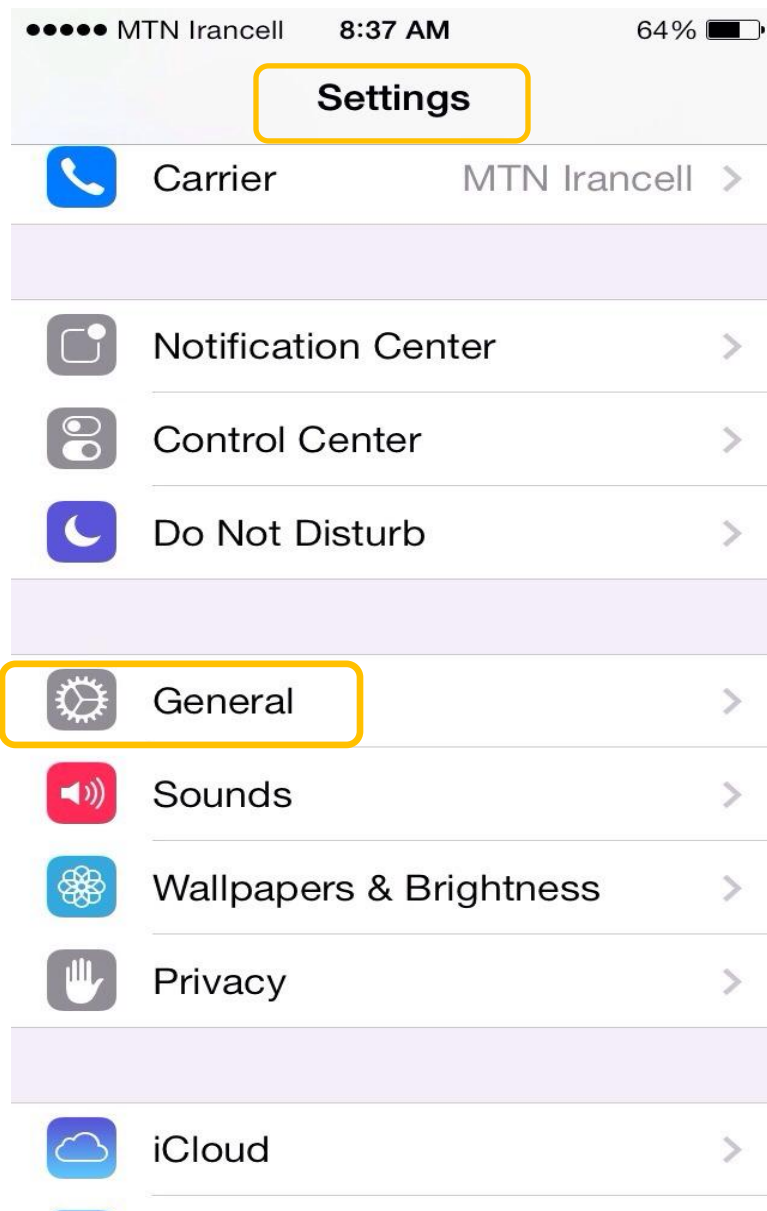 MTN Irancell 8:37 AM 64%
Settings
Carrier MTN Irancell
Notification Center
Control Center
Do Not Disturb
General
Sounds
Wallpapers & Brightness
Privacy
iCloud